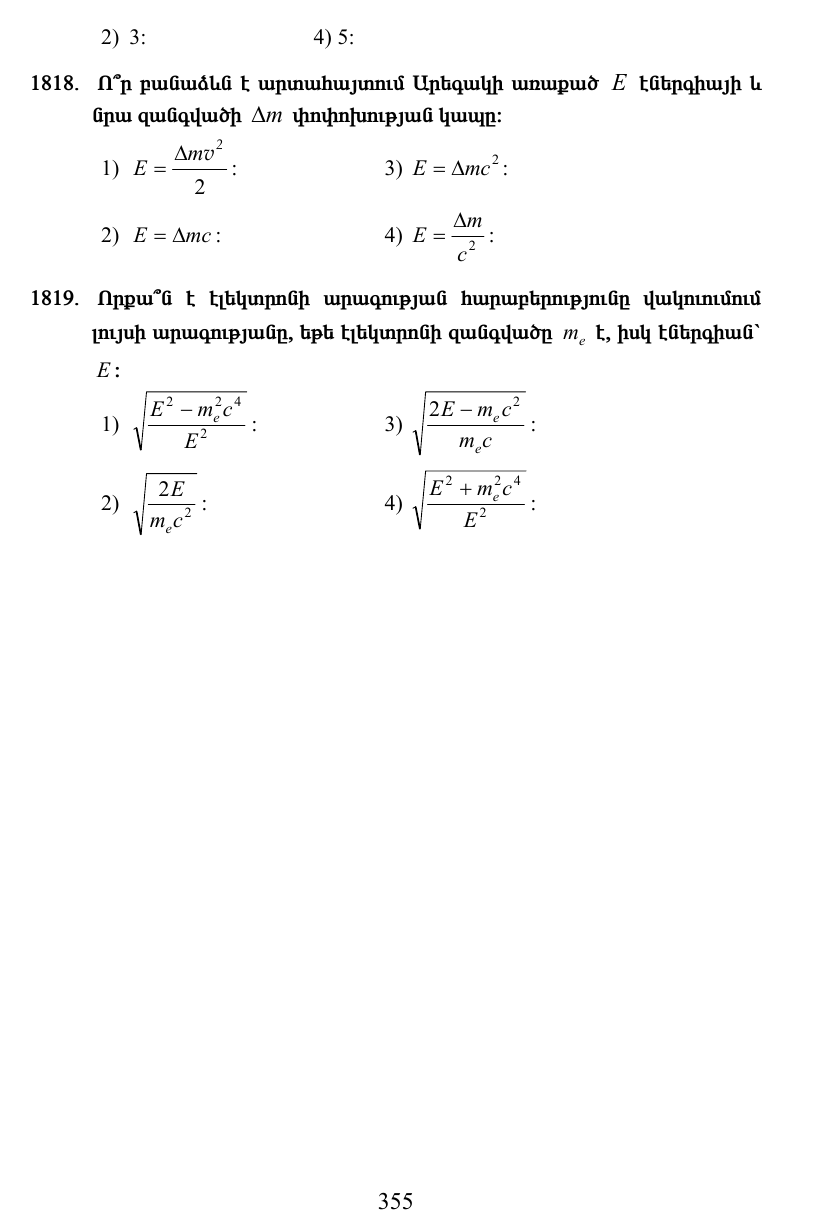 2) 3: 4) 5:
1818. Ո՞ր բանաձևն է արտահայտում Արեգակի առաքած E էներգիայի և
նրա զանգվածի Δm փոփոխության կապը:
1) E = Δmv²/2 : 3) E = Δmc² :
2) E = Δmc : 4) E = Δm/c² :
1819. Որքա՞ն է էլեկտրոնի արագության հարաբերությունը վակուումում
լույսի արագությանը, եթե էլեկտրոնի զանգվածը mₑ է, իսկ էներգիան՝
E :
1) √((E² − mₑ²c⁴)/E²) : 3) √((2E − mₑc²)/(mₑc)) :
2) √(2E/(mₑc²)) : 4) √((E² + mₑ²c⁴)/E²) :
355